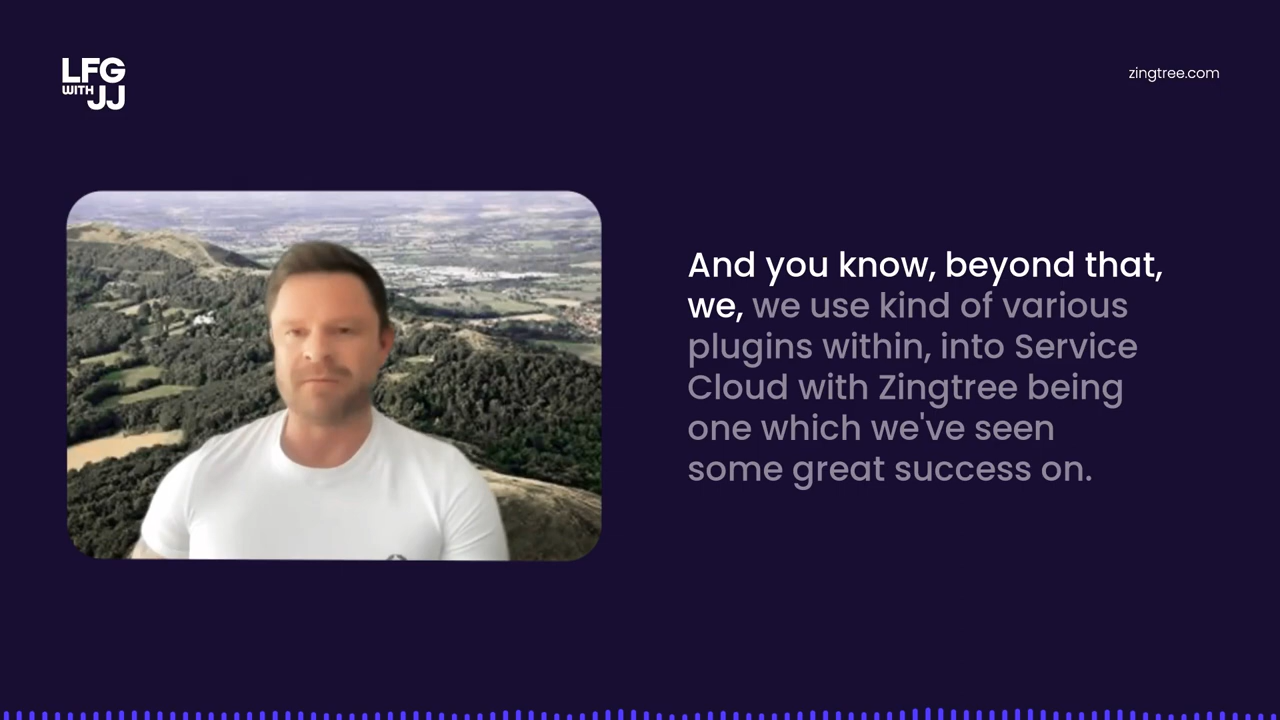 LFG
WITH JJ
zingtree.com
And you know, beyond that,
we, we use kind of various
plugins within, into Service
Cloud with Zingtree being
one which we've seen
some great success on.